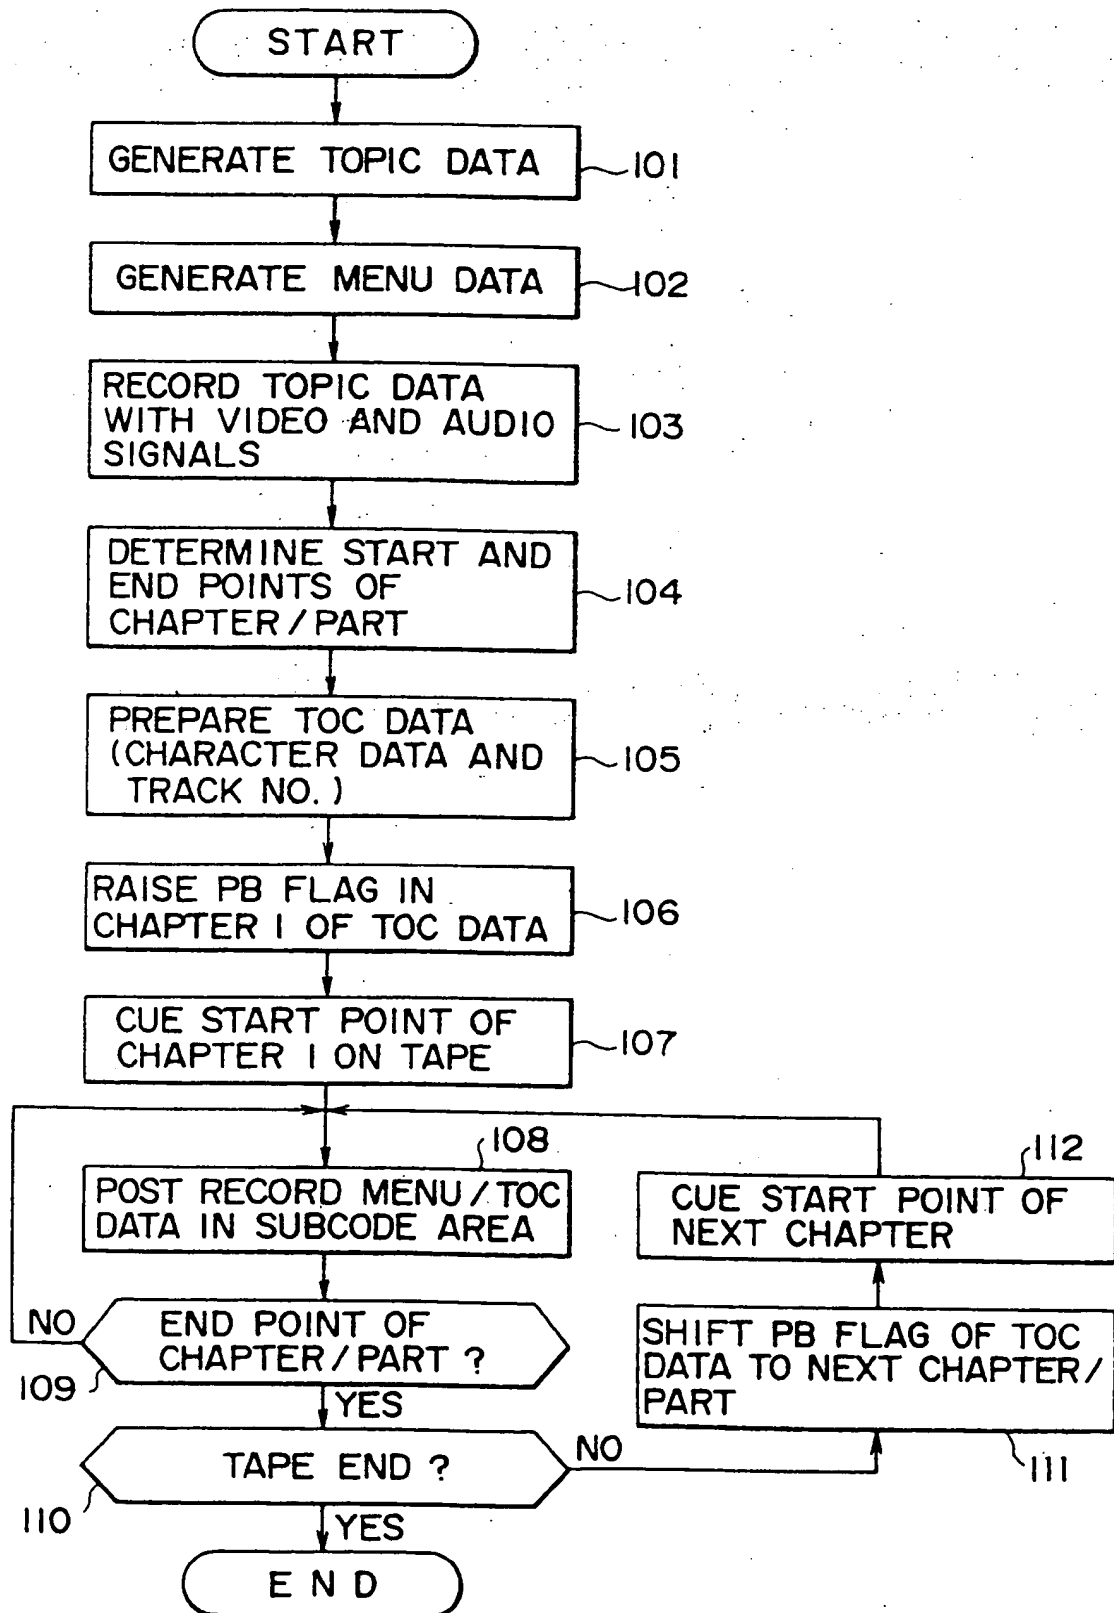 START
GENERATE TOPIC DATA
101
GENERATE MENU DATA
102
RECORD TOPIC DATA
WITH VIDEO AND AUDIO
SIGNALS
103
DETERMINE START AND
END POINTS OF
CHAPTER / PART
104
PREPARE TOC DATA
(CHARACTER DATA AND
TRACK NO.)
105
RAISE PB FLAG IN
CHAPTER 1 OF TOC DATA
106
CUE START POINT OF
CHAPTER 1 ON TAPE
107
108
POST RECORD MENU/TOC
DATA IN SUBCODE AREA
NO
END POINT OF
CHAPTER/PART ?
109
YES
TAPE END ?
NO
110
YES
END
112
CUE START POINT OF
NEXT CHAPTER
SHIFT PB FLAG OF TOC
DATA TO NEXT CHAPTER/
PART
111